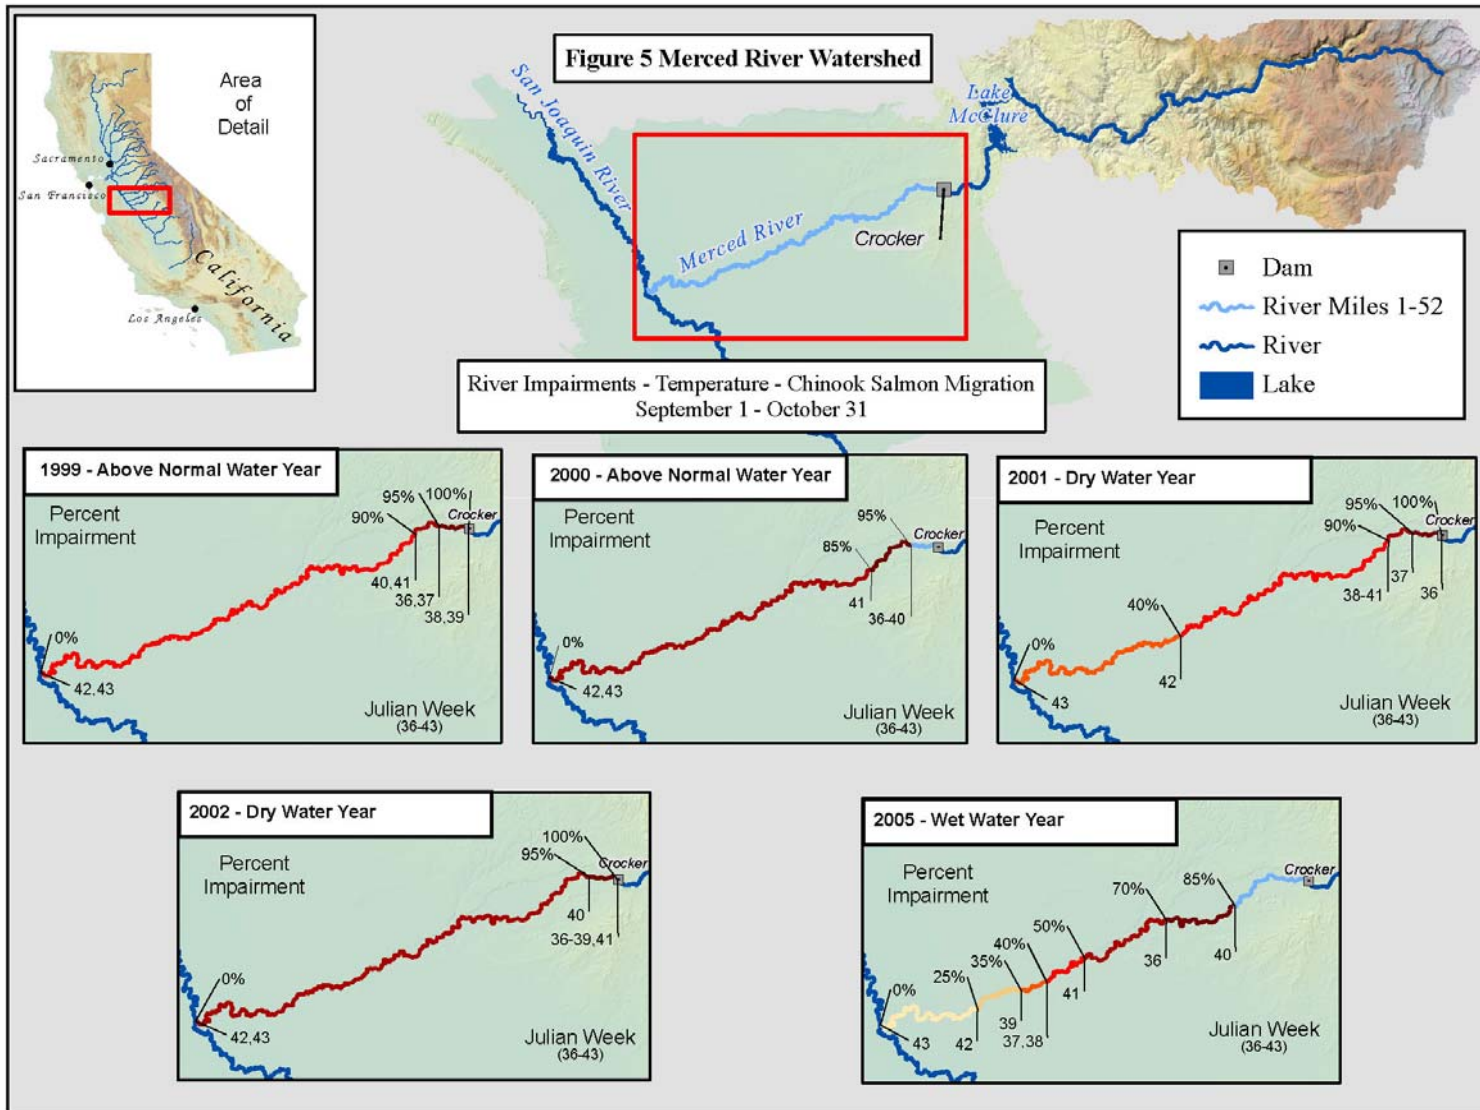 Figure 5 Merced River Watershed
Area
of
Detail
Sacramento
San Francisco
Los Angeles
California
San Joaquin River
Merced River
Lake
McClure
Crocker
Dam
River Miles 1-52
River
Lake
River Impairments - Temperature - Chinook Salmon Migration
September 1 - October 31
1999 - Above Normal Water Year
Percent
Impairment
100%
95%
90%
Crocker
40,41
36,37
38,39
0%
42,43
Julian Week
(36-43)
2000 - Above Normal Water Year
Percent
Impairment
95%
85%
Crocker
41
36-40
0%
42,43
Julian Week
(36-43)
2001 - Dry Water Year
Percent
Impairment
95%
100%
90%
Crocker
37
38-41
36
40%
42
0%
43
Julian Week
(36-43)
2002 - Dry Water Year
Percent
Impairment
100%
95%
Crocker
40
36-39,41
0%
42,43
Julian Week
(36-43)
2005 - Wet Water Year
Percent
Impairment
Crocker
85%
70%
50%
40%
35%
25%
0%
36
40
41
39
37,38
42
43
Julian Week
(36-43)